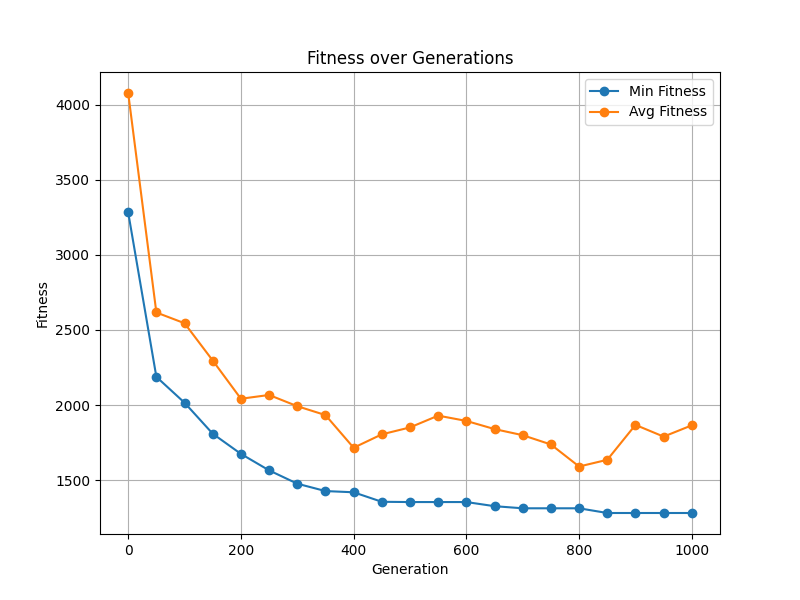 Fitness over Generations
Min Fitness
Avg Fitness
4000
3500
3000
2500
2000
1500
Fitness
0 200 400 600 800 1000
Generation